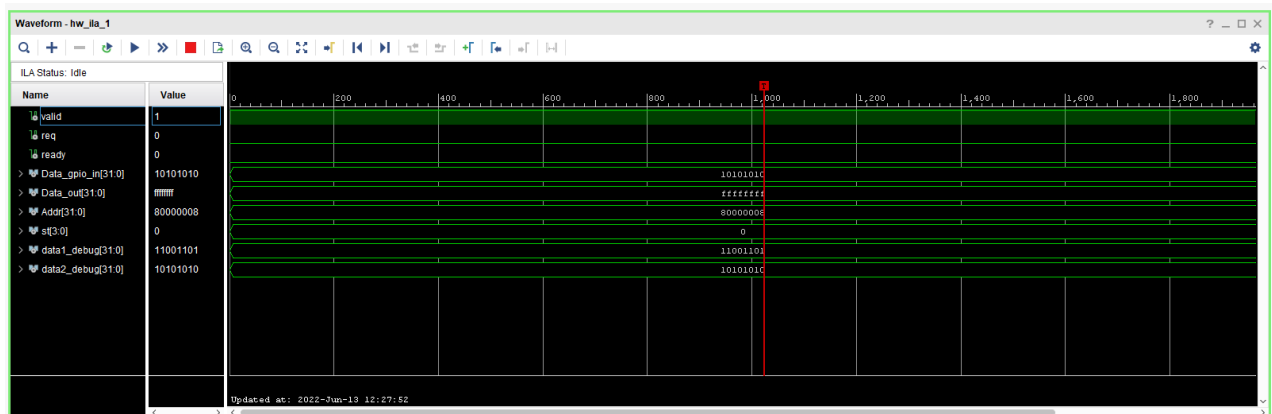 Waveform - hw_ila_1
ILA Status: Idle
Name Value
0 200 400 600 800 1,000 1,200 1,400 1,600 1,800
valid 1
req 0
ready 0
Data_gpio_in[31:0] 10101010 10101010
Data_out[31:0] ffffffff ffffffff
Addr[31:0] 80000008 80000008
st[3:0] 0 0
data1_debug[31:0] 11001101 11001101
data2_debug[31:0] 10101010 10101010
Updated at: 2022-Jun-13 12:27:52